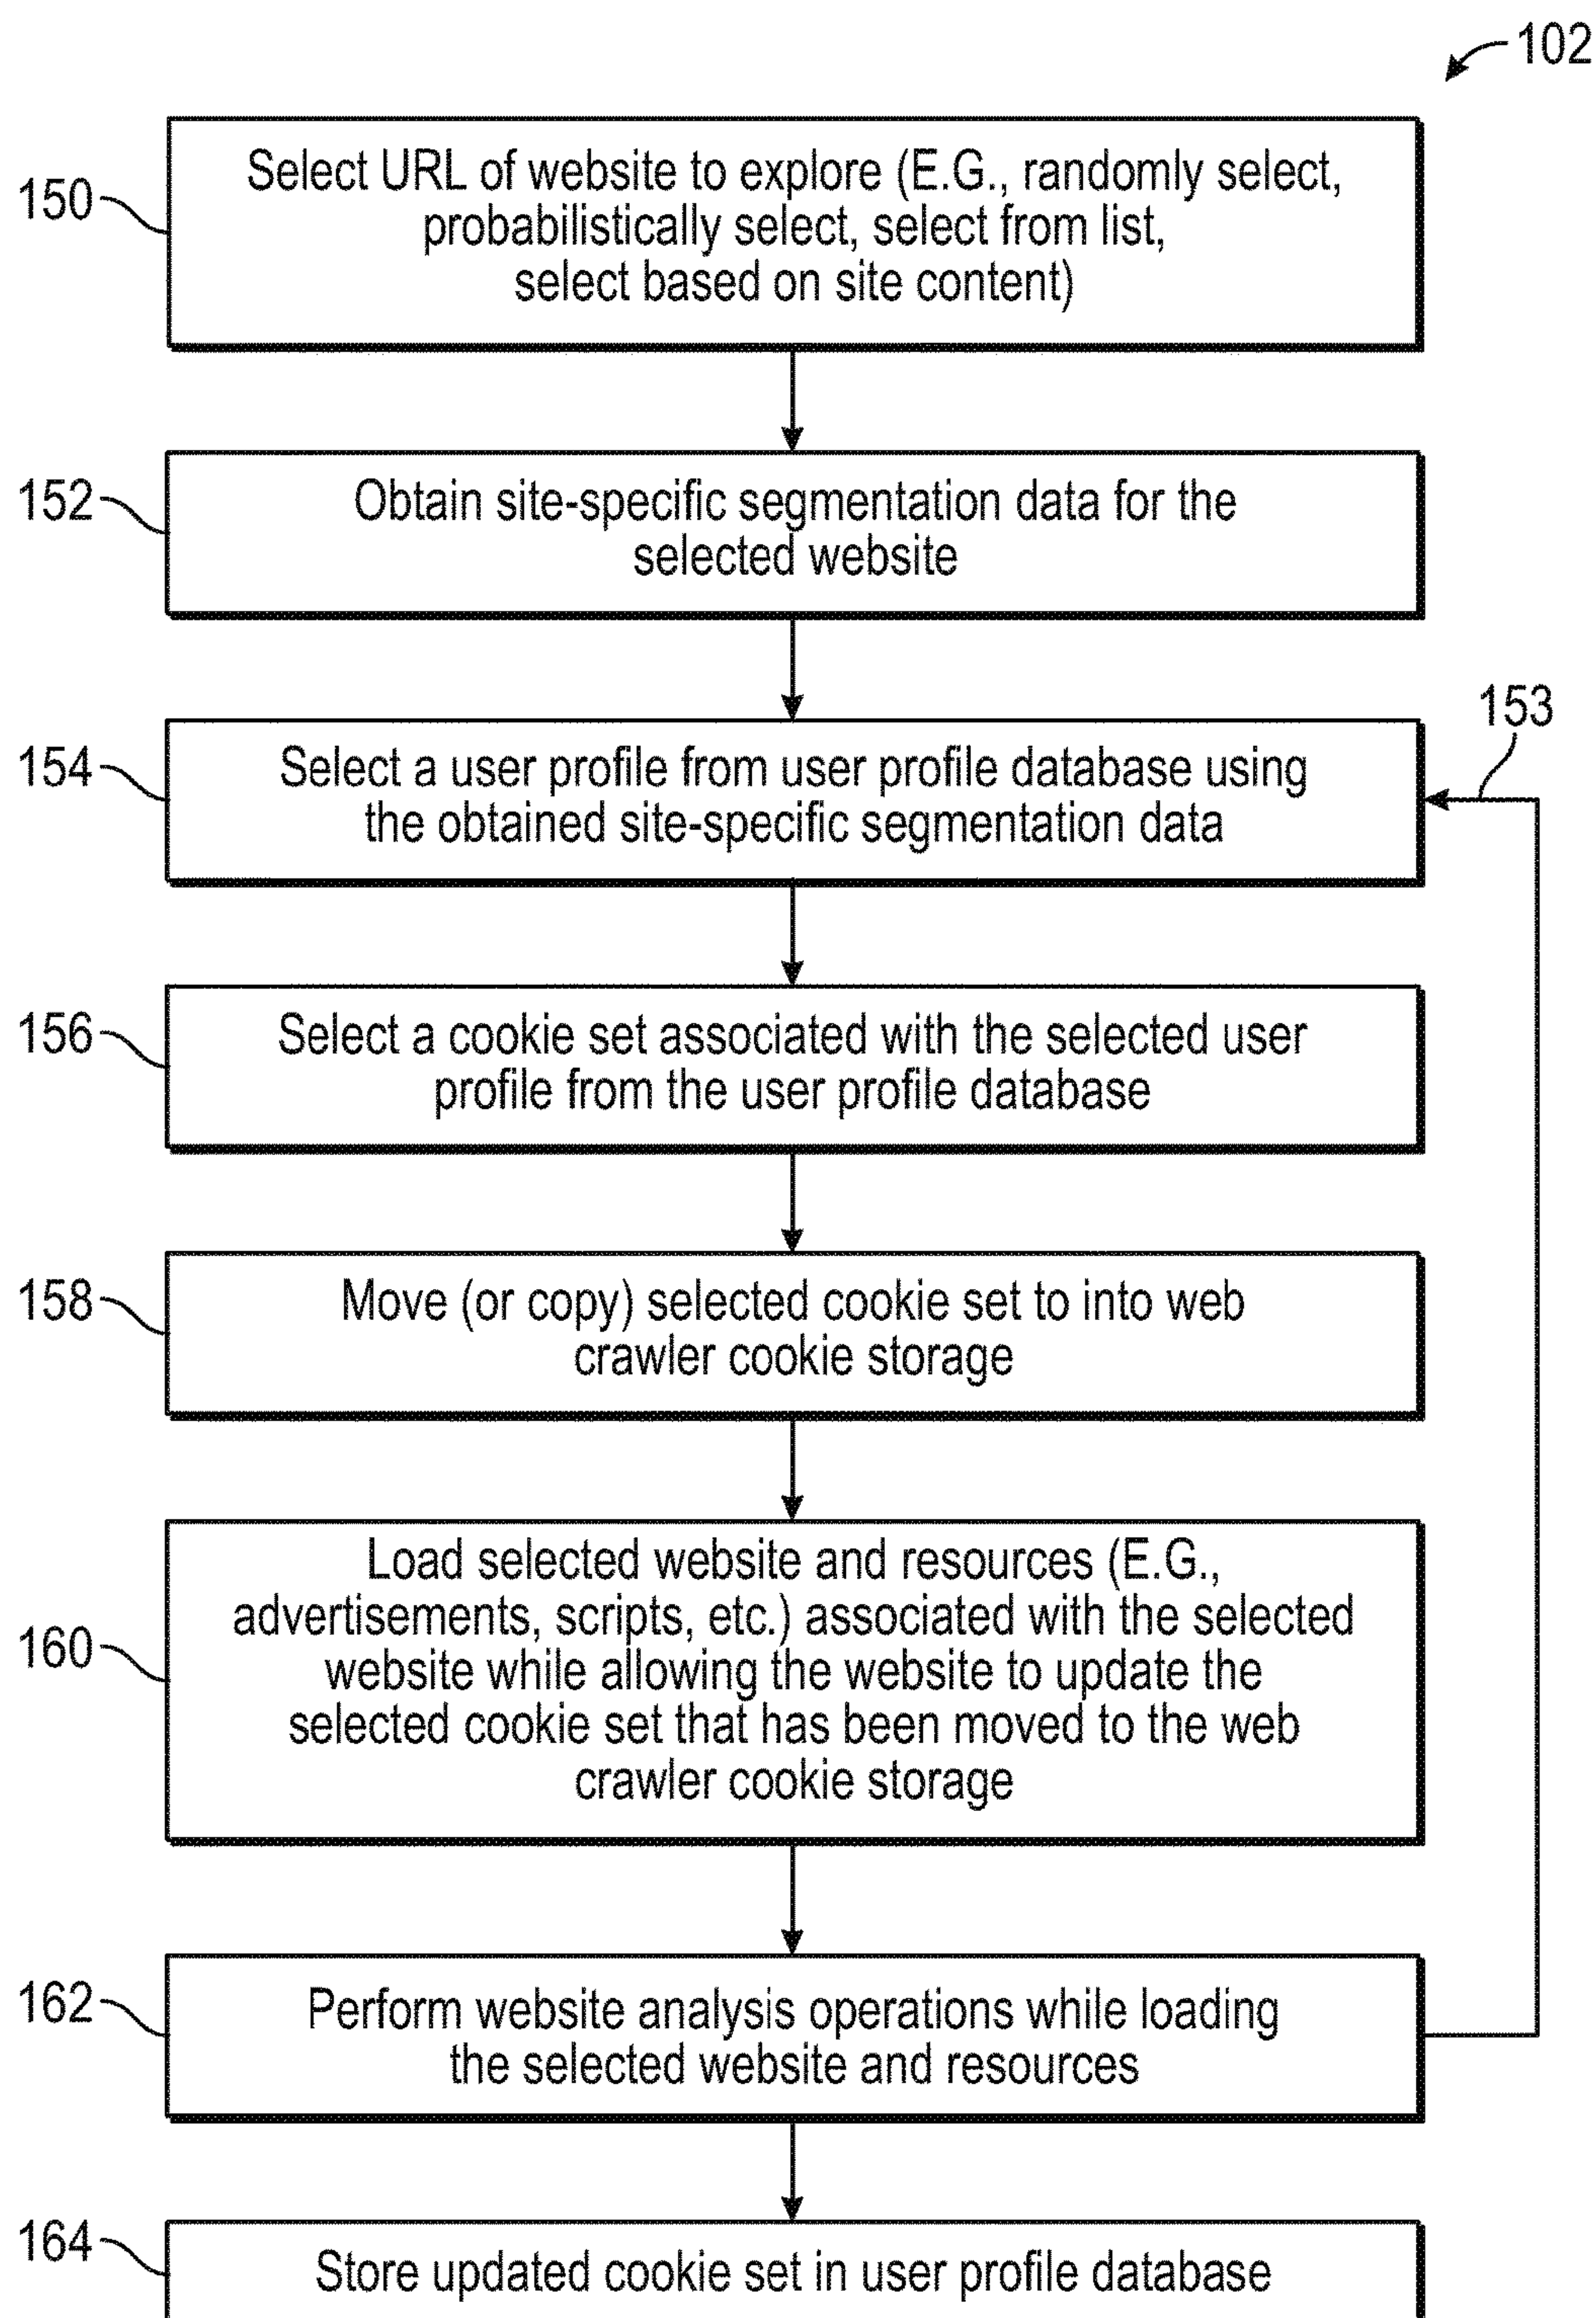 102
150
Select URL of website to explore (E.G., randomly select,
probabilistically select, select from list,
select based on site content)
152
Obtain site-specific segmentation data for the
selected website
153
154
Select a user profile from user profile database using
the obtained site-specific segmentation data
156
Select a cookie set associated with the selected user
profile from the user profile database
158
Move (or copy) selected cookie set to into web
crawler cookie storage
160
Load selected website and resources (E.G.,
advertisements, scripts, etc.) associated with the selected
website while allowing the website to update the
selected cookie set that has been moved to the web
crawler cookie storage
162
Perform website analysis operations while loading
the selected website and resources
164
Store updated cookie set in user profile database